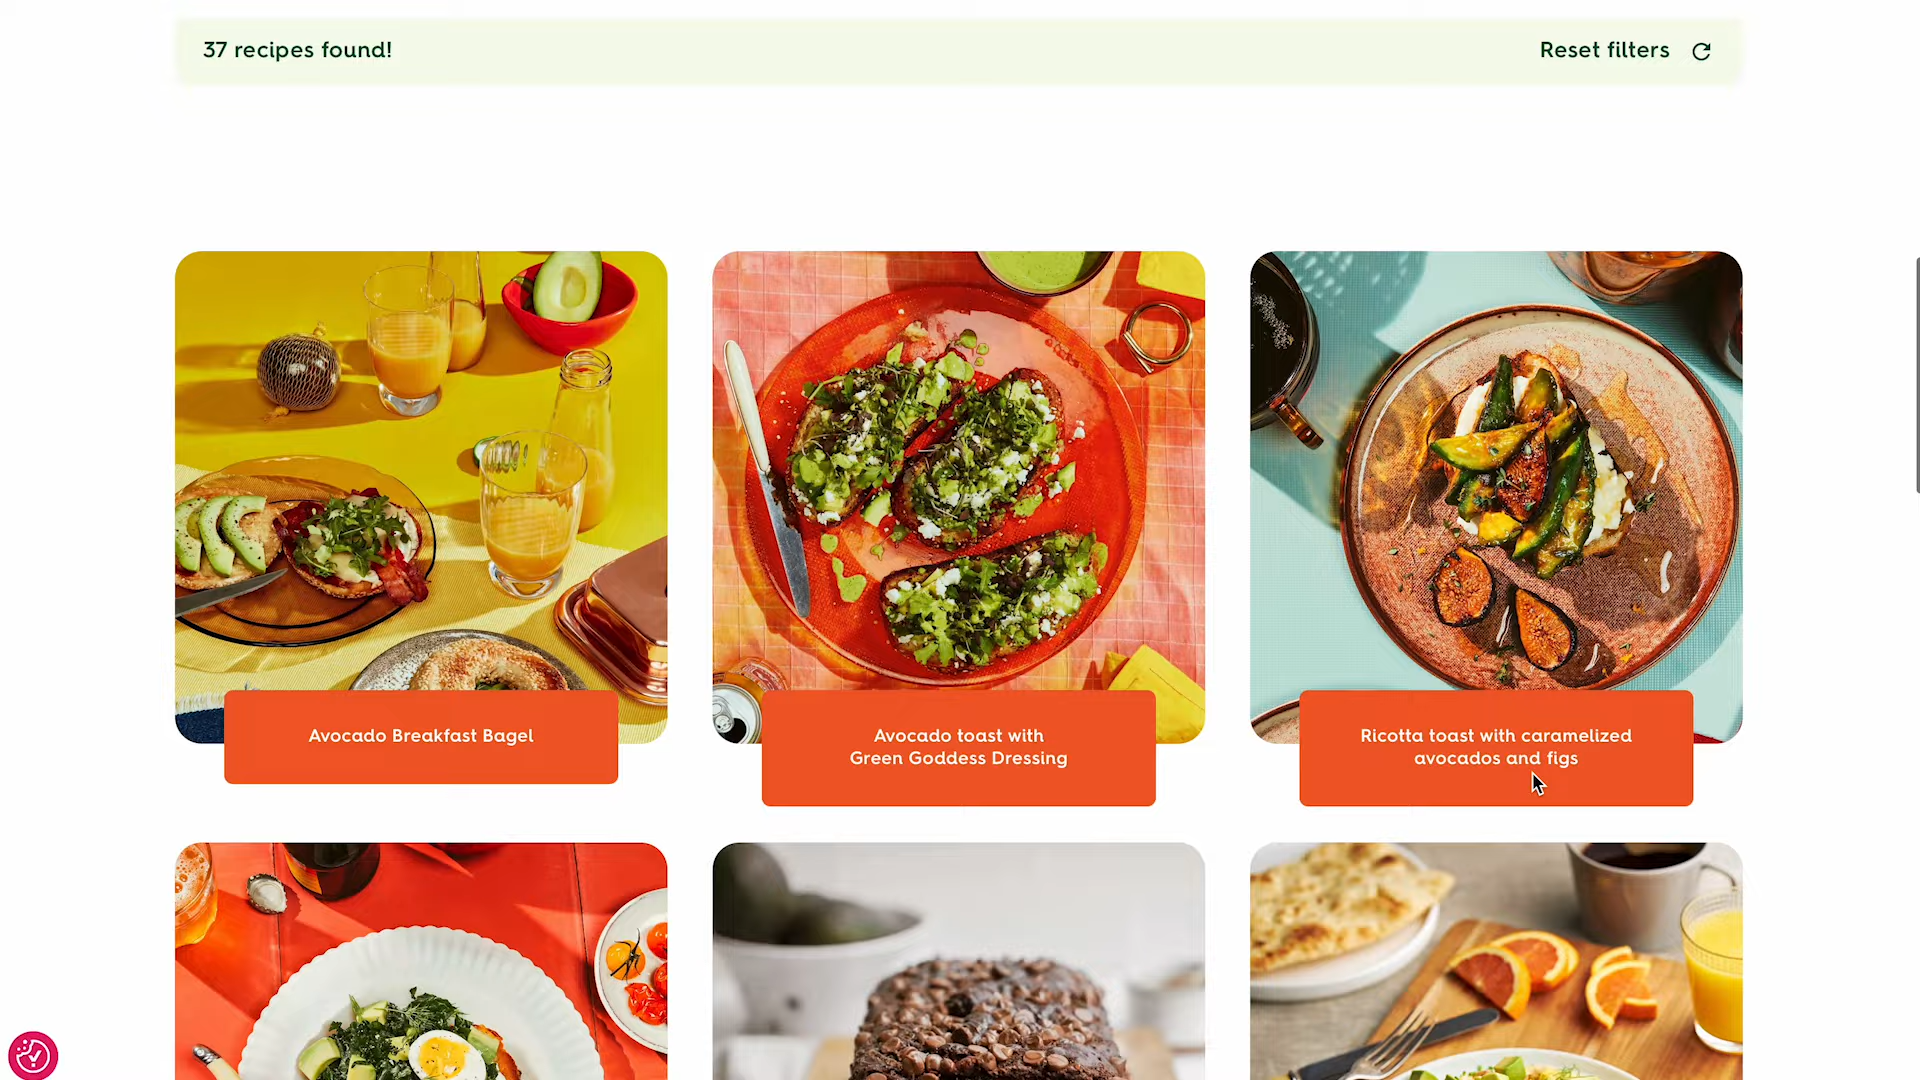 37 recipes found!
Reset filters
Avocado Breakfast Bagel
Avocado toast with
Green Goddess Dressing
Ricotta toast with caramelized
avocados and figs